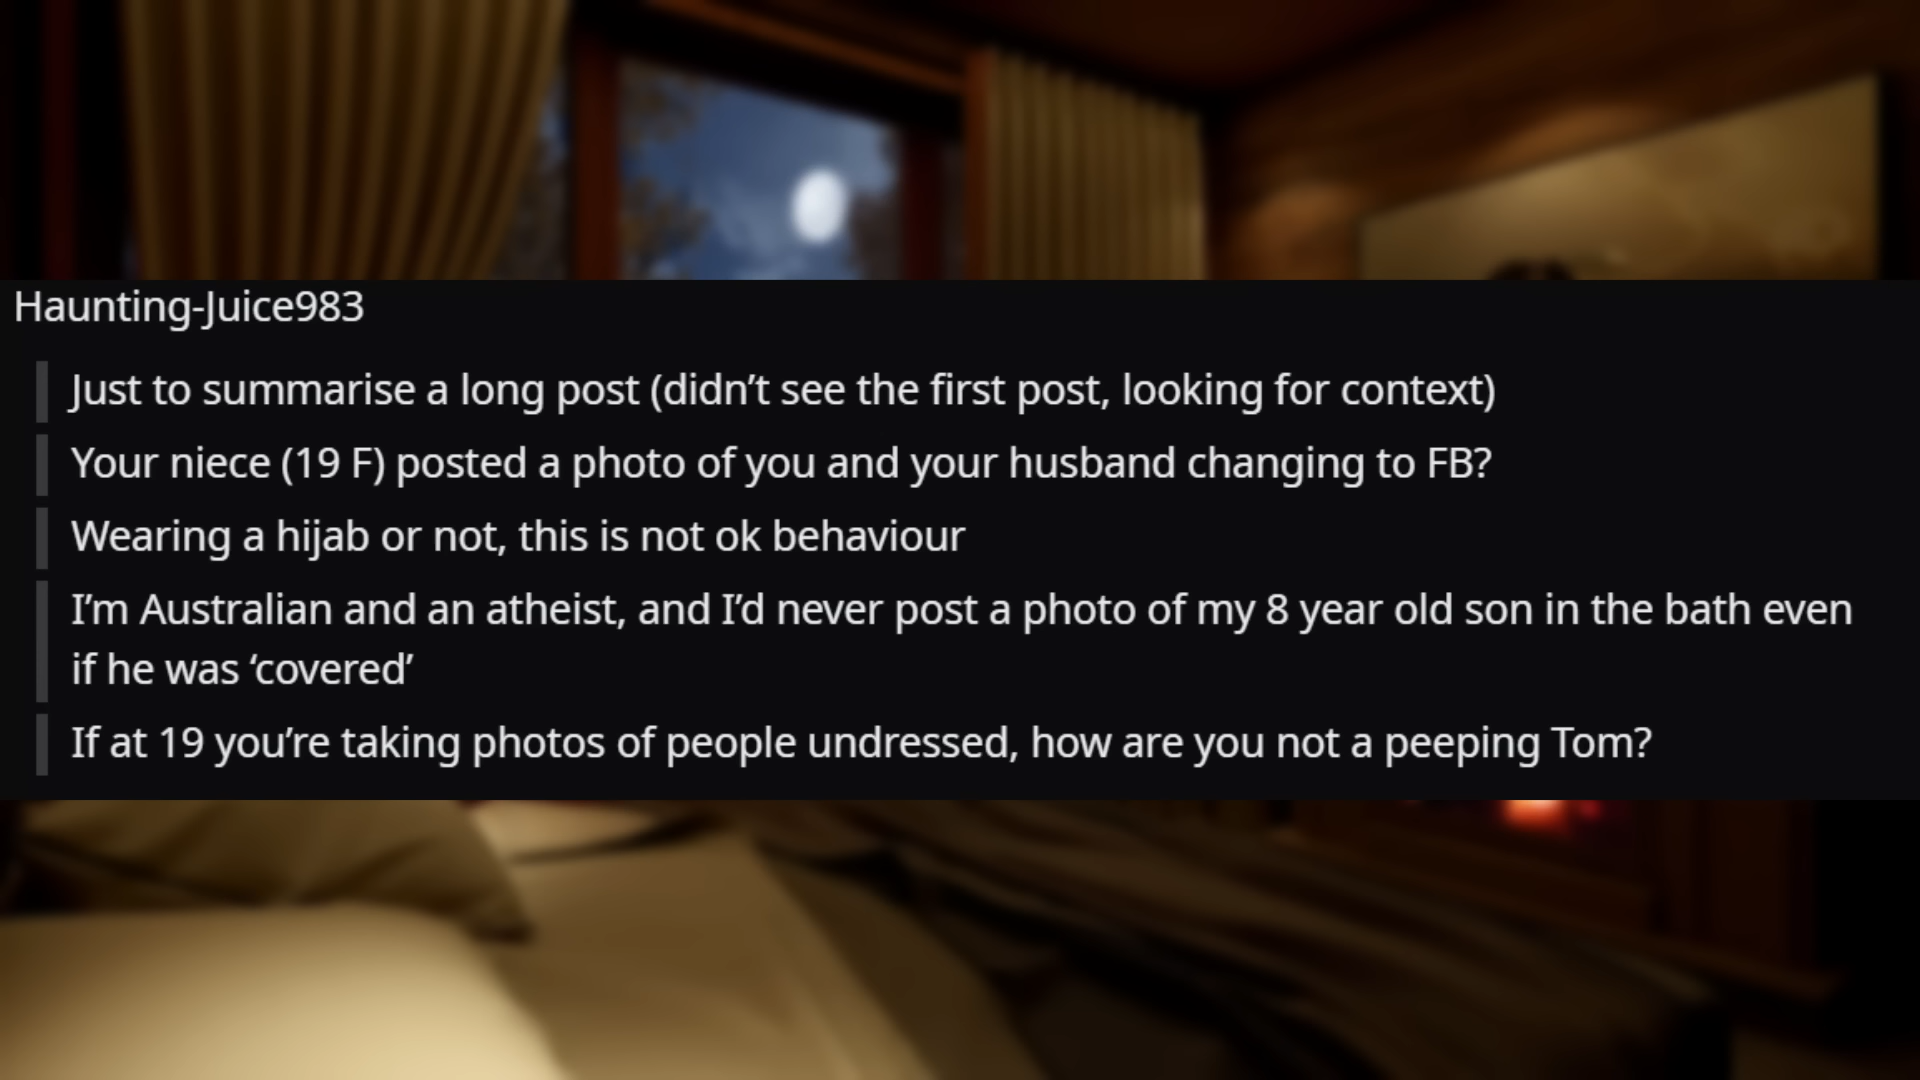 Haunting-Juice983
Just to summarise a long post (didn’t see the first post, looking for context)
Your niece (19 F) posted a photo of you and your husband changing to FB?
Wearing a hijab or not, this is not ok behaviour
I’m Australian and an atheist, and I’d never post a photo of my 8 year old son in the bath even
if he was ‘covered’
If at 19 you’re taking photos of people undressed, how are you not a peeping Tom?